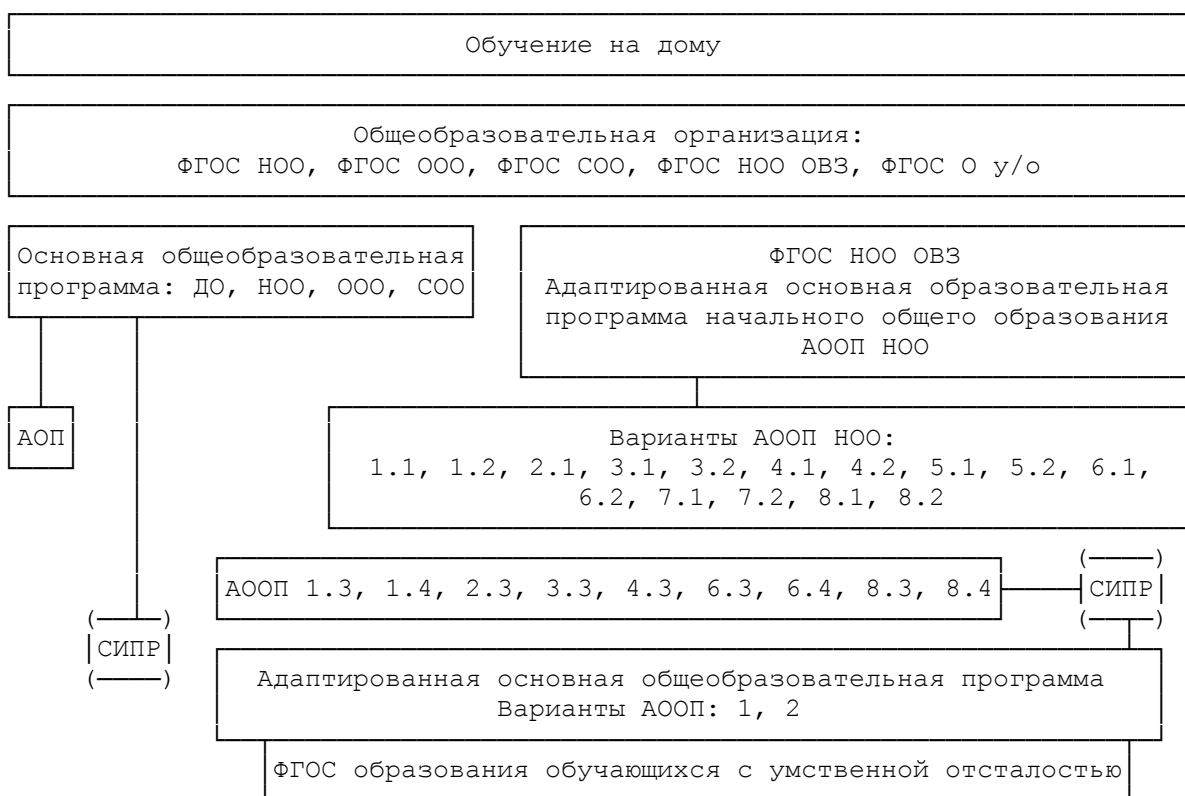 Обучение на дому
Общеобразовательная организация:
ФГОС НОО, ФГОС ООО, ФГОС СОО, ФГОС НОО ОВЗ, ФГОС О у/о
Основная общеобразовательная
программа: ДО, НОО, ООО, СОО
ФГОС НОО ОВЗ
Адаптированная основная образовательная
программа начального общего образования
АООП НОО
АОП
Варианты АООП НОО:
1.1, 1.2, 2.1, 3.1, 3.2, 4.1, 4.2, 5.1, 5.2, 6.1,
6.2, 7.1, 7.2, 8.1, 8.2
АООП 1.3, 1.4, 2.3, 3.3, 4.3, 6.3, 6.4, 8.3, 8.4
СИПР
СИПР
Адаптированная основная общеобразовательная программа
Варианты АООП: 1, 2
ФГОС образования обучающихся с умственной отсталостью